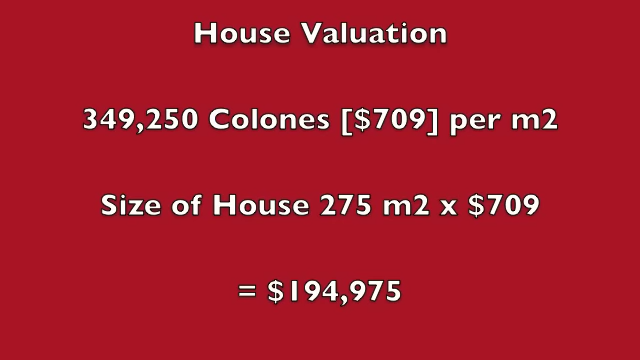 House Valuation
349,250 Colones [$709] per m2
Size of House 275 m2 x $709
= $194,975